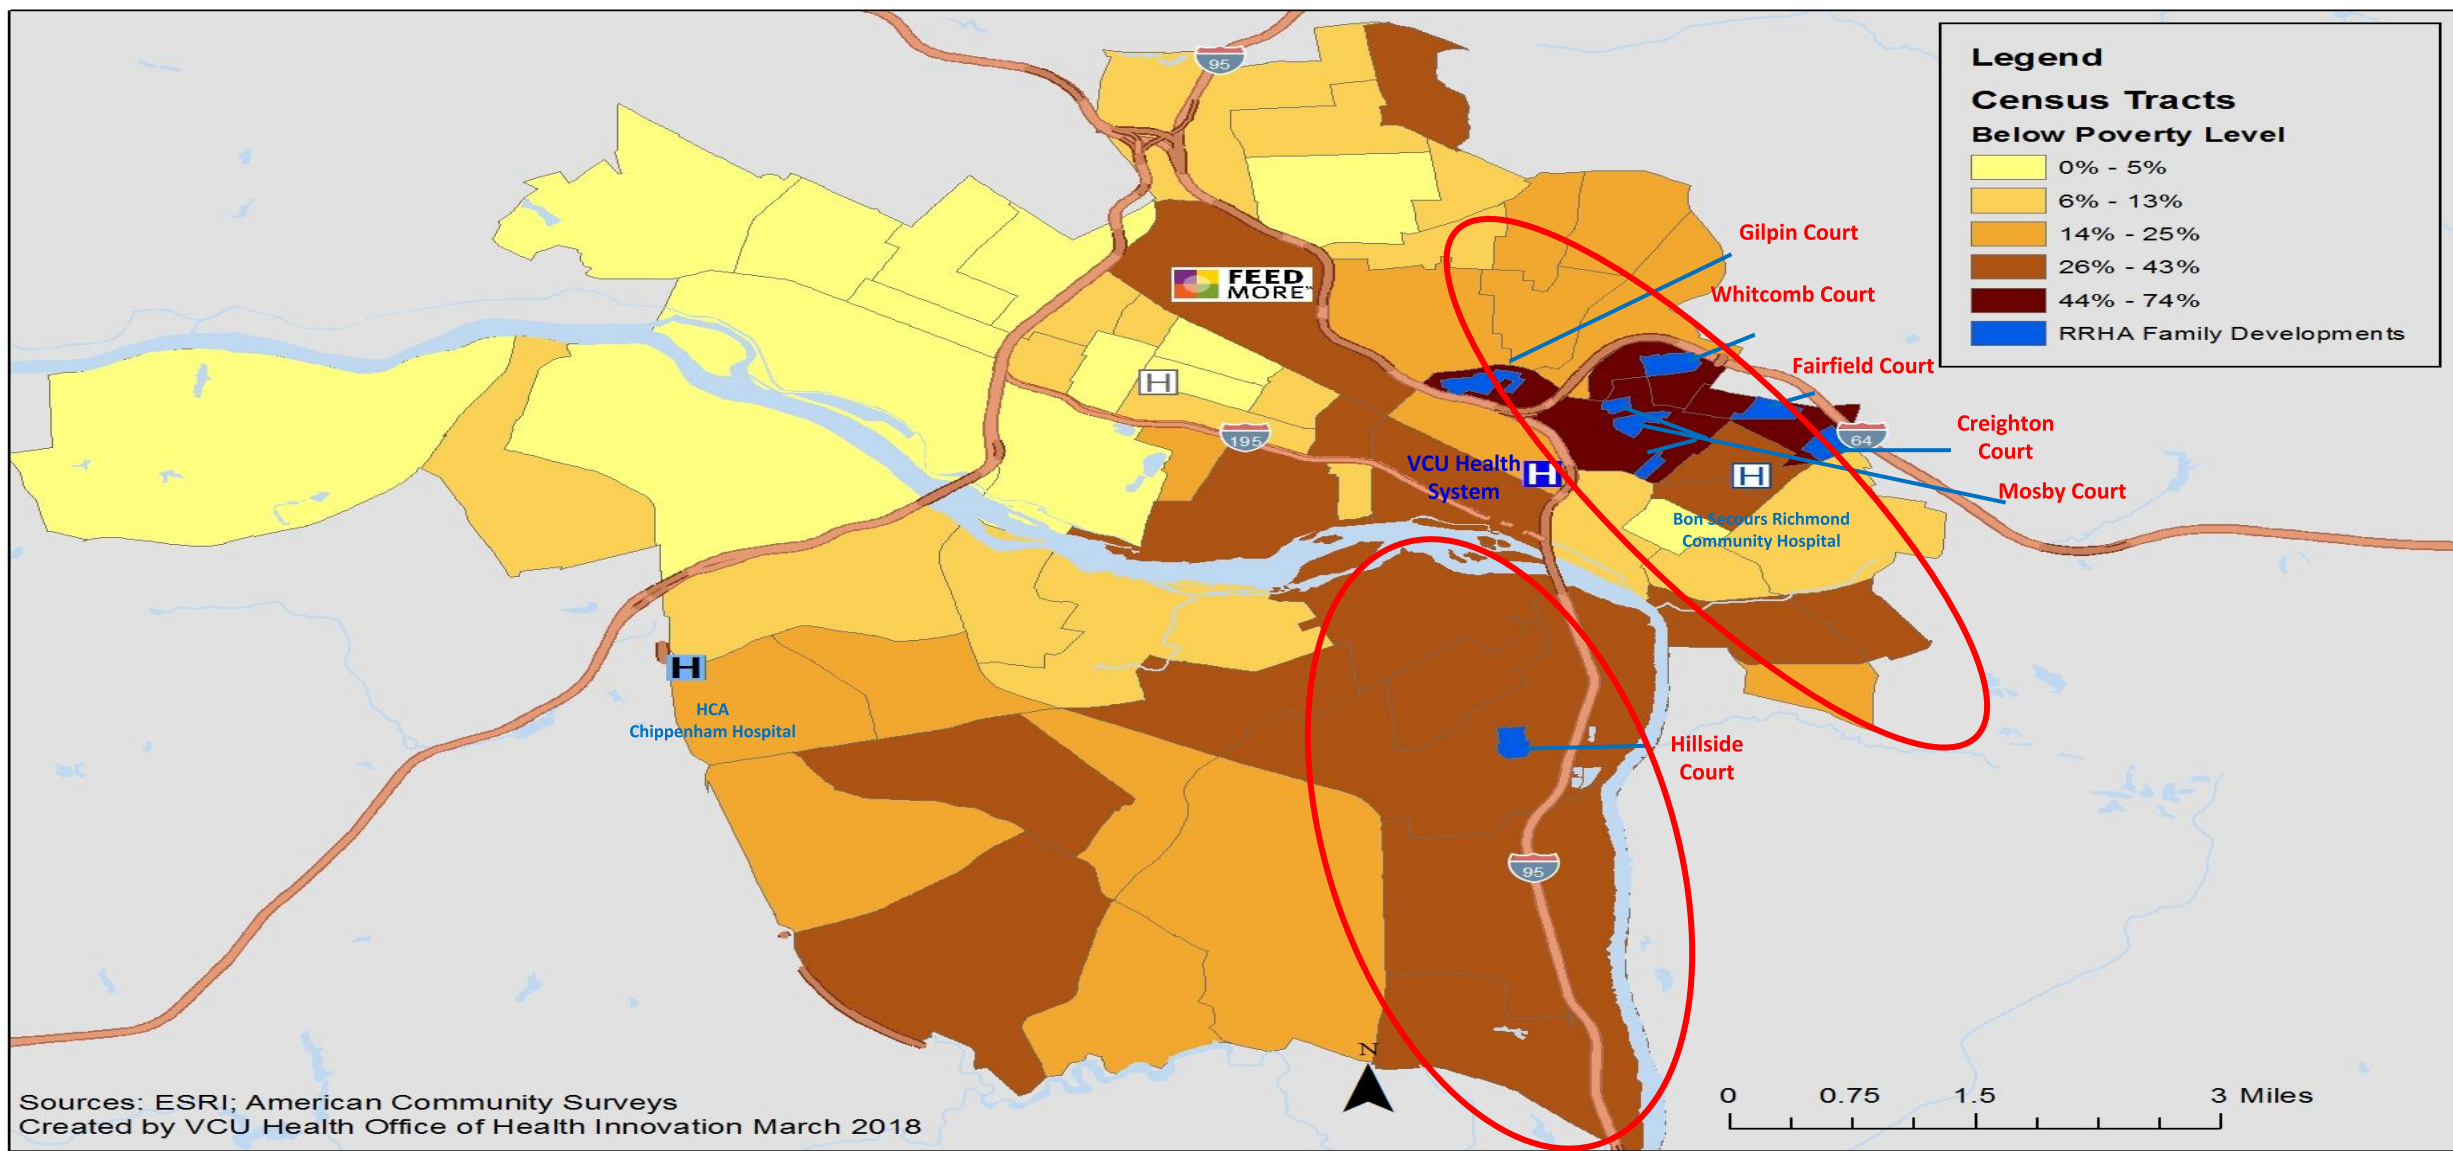 95
Legend
Census Tracts
Below Poverty Level
0% - 5%
6% - 13%
14% - 25%
26% - 43%
44% - 74%
RRHA Family Developments
Gilpin Court
FEED
MORE
Whitcomb Court
Fairfield Court
H
Creighton
Court
195
64
VCU Health
System
H
H
Mosby Court
Bon Secours Richmond
Community Hospital
H
HCA
Chippenham Hospital
Hillside
Court
95
N
0 0.75 1.5 3 Miles
Sources: ESRI; American Community Surveys
Created by VCU Health Office of Health Innovation March 2018